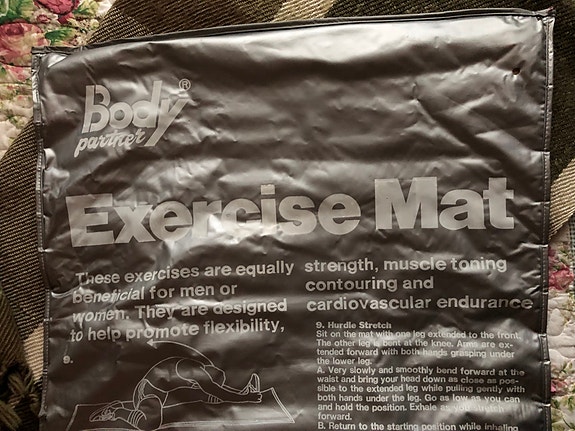 Body®
partner
Exercise Mat
These exercises are equally
beneficial for men or
women. They are designed
to help promote flexibility,
strength, muscle toning
contouring and
cardiovascular endurance
9.
9. Hurdle Stretch
Sit on the mat with one leg extended to the front.
The other leg is bent at the knee. Arms are ex-
tended forward with both hands grasping under
the lower leg.
A. Very slowly and smoothly bend forward at the
waist and bring your head down as close as pos-
sible to the extended leg while pulling gently with
both hands under the leg. Go as low as you can
and hold the position. Exhale as you stretch
forward.
B. Return to the starting position while inhaling